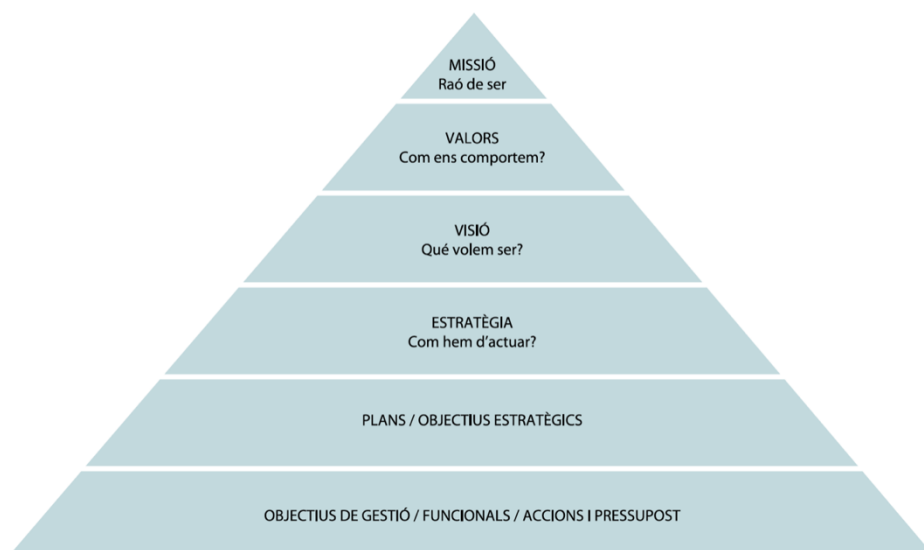 MISSIÓ
Raó de ser
VALORS
Com ens comportem?
VISIÓ
Qué volem ser?
ESTRATÈGIA
Com hem d'actuar?
PLANS / OBJECTIUS ESTRATÈGICS
OBJECTIUS DE GESTIÓ / FUNCIONALS / ACCIONS I PRESSUPOST